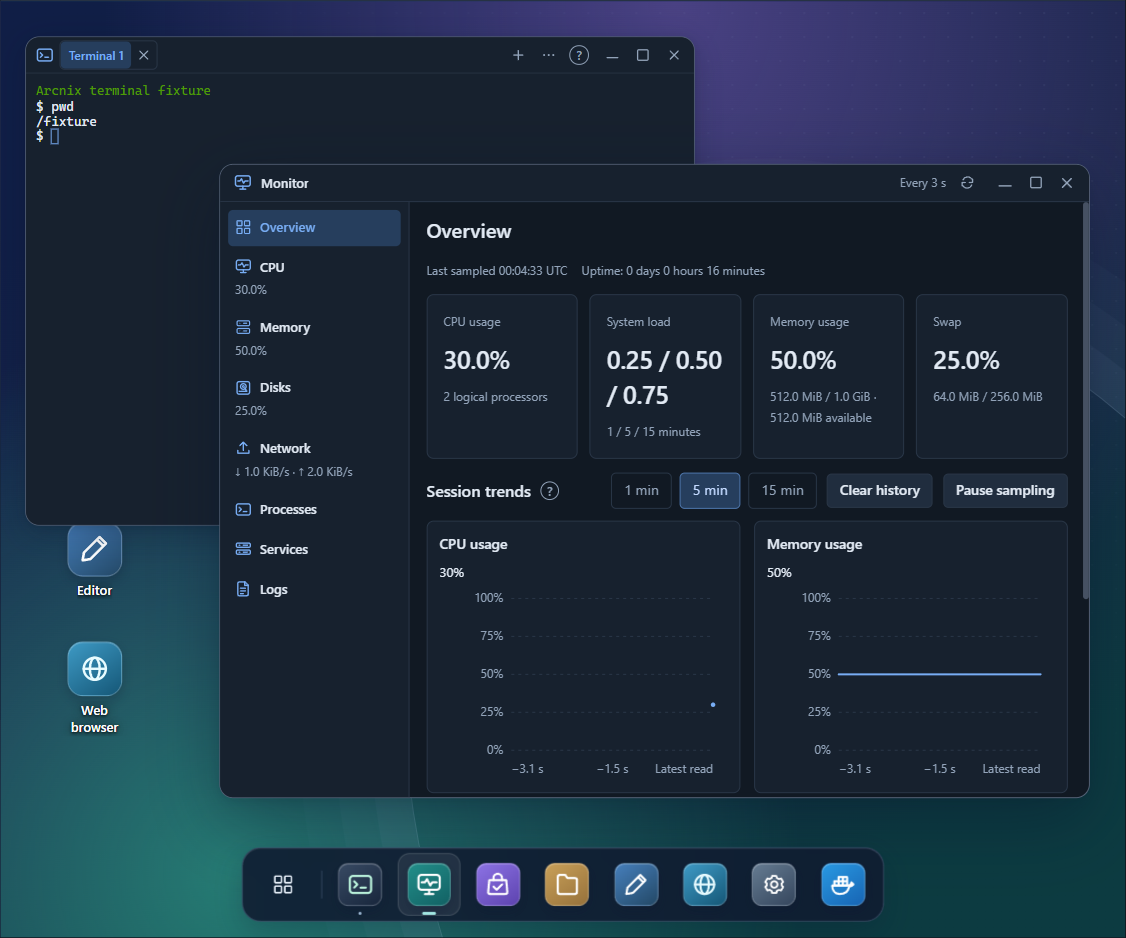 Terminal 1
Arcnix terminal fixture
$ pwd
/fixture
$
Monitor
Every 3 s
Overview
CPU
30.0%
Memory
50.0%
Disks
25.0%
Network
↓ 1.0 KiB/s · ↑ 2.0 KiB/s
Processes
Services
Logs
Overview
Last sampled 00:04:33 UTC Uptime: 0 days 0 hours 16 minutes
CPU usage
30.0%
2 logical processors
System load
0.25 / 0.50
/ 0.75
1 / 5 / 15 minutes
Memory usage
50.0%
512.0 MiB / 1.0 GiB ·
512.0 MiB available
Swap
25.0%
64.0 MiB / 256.0 MiB
Session trends ?
1 min
5 min
15 min
Clear history
Pause sampling
CPU usage
30%
100%
75%
50%
25%
0%
−3.1 s −1.5 s Latest read
Memory usage
50%
100%
75%
50%
25%
0%
−3.1 s −1.5 s Latest read
Editor
Web
browser